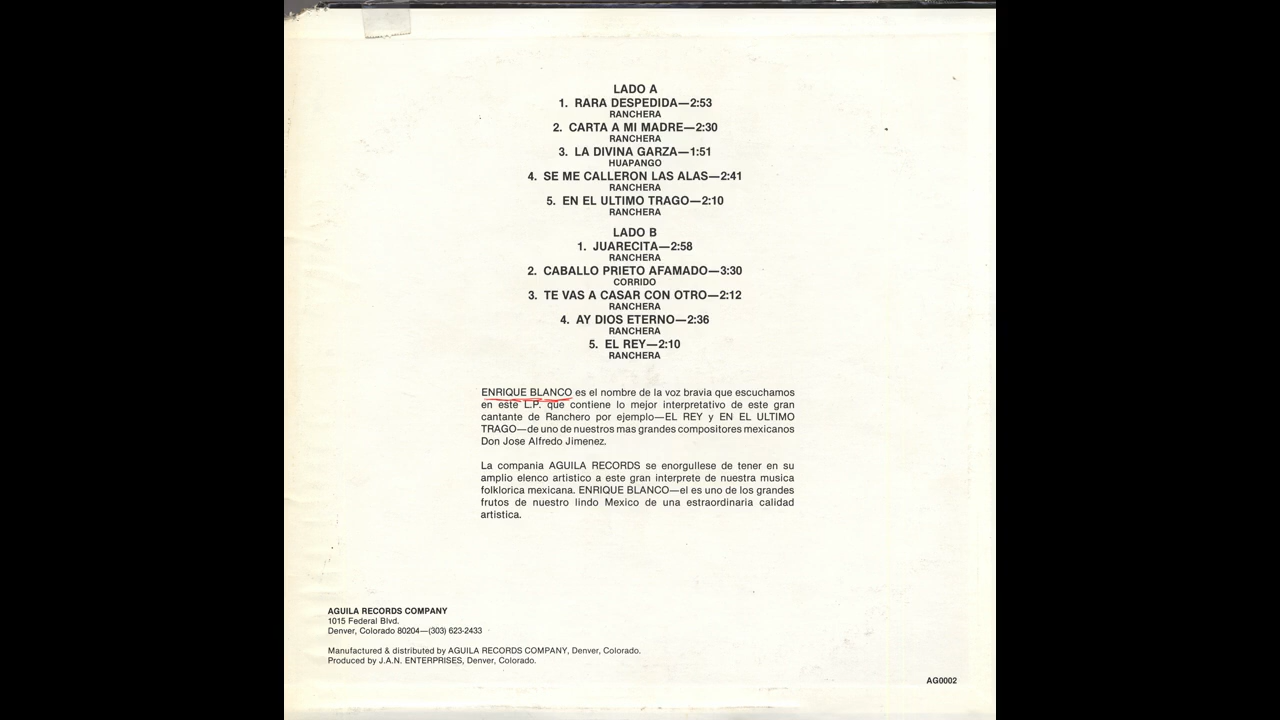 LADO A
1. RARA DESPEDIDA—2:53
RANCHERA
2. CARTA A MI MADRE—2:30
RANCHERA
3. LA DIVINA GARZA—1:51
HUAPANGO
4. SE ME CALLERON LAS ALAS—2:41
RANCHERA
5. EN EL ULTIMO TRAGO—2:10
RANCHERA
LADO B
1. JUARECITA—2:58
RANCHERA
2. CABALLO PRIETO AFAMADO—3:30
CORRIDO
3. TE VAS A CASAR CON OTRO—2:12
RANCHERA
4. AY DIOS ETERNO—2:36
RANCHERA
5. EL REY—2:10
RANCHERA
ENRIQUE BLANCO es el nombre de la voz bravia que escuchamos
en este L.P. que contiene lo mejor interpretativo de este gran
cantante de Ranchero por ejemplo—EL REY y EN EL ULTIMO
TRAGO—de uno de nuestros mas grandes compositores mexicanos
Don Jose Alfredo Jimenez.
La compania AGUILA RECORDS se enorgullese de tener en su
amplio elenco artistico a este gran interprete de nuestra musica
folklorica mexicana. ENRIQUE BLANCO—el es uno de los grandes
frutos de nuestro lindo Mexico de una estraordinaria calidad
artistica.
AGUILA RECORDS COMPANY
1015 Federal Blvd.
Denver, Colorado 80204—(303) 623-2433
Manufactured & distributed by AGUILA RECORDS COMPANY, Denver, Colorado.
Produced by J.A.N. ENTERPRISES, Denver, Colorado.
AG0002